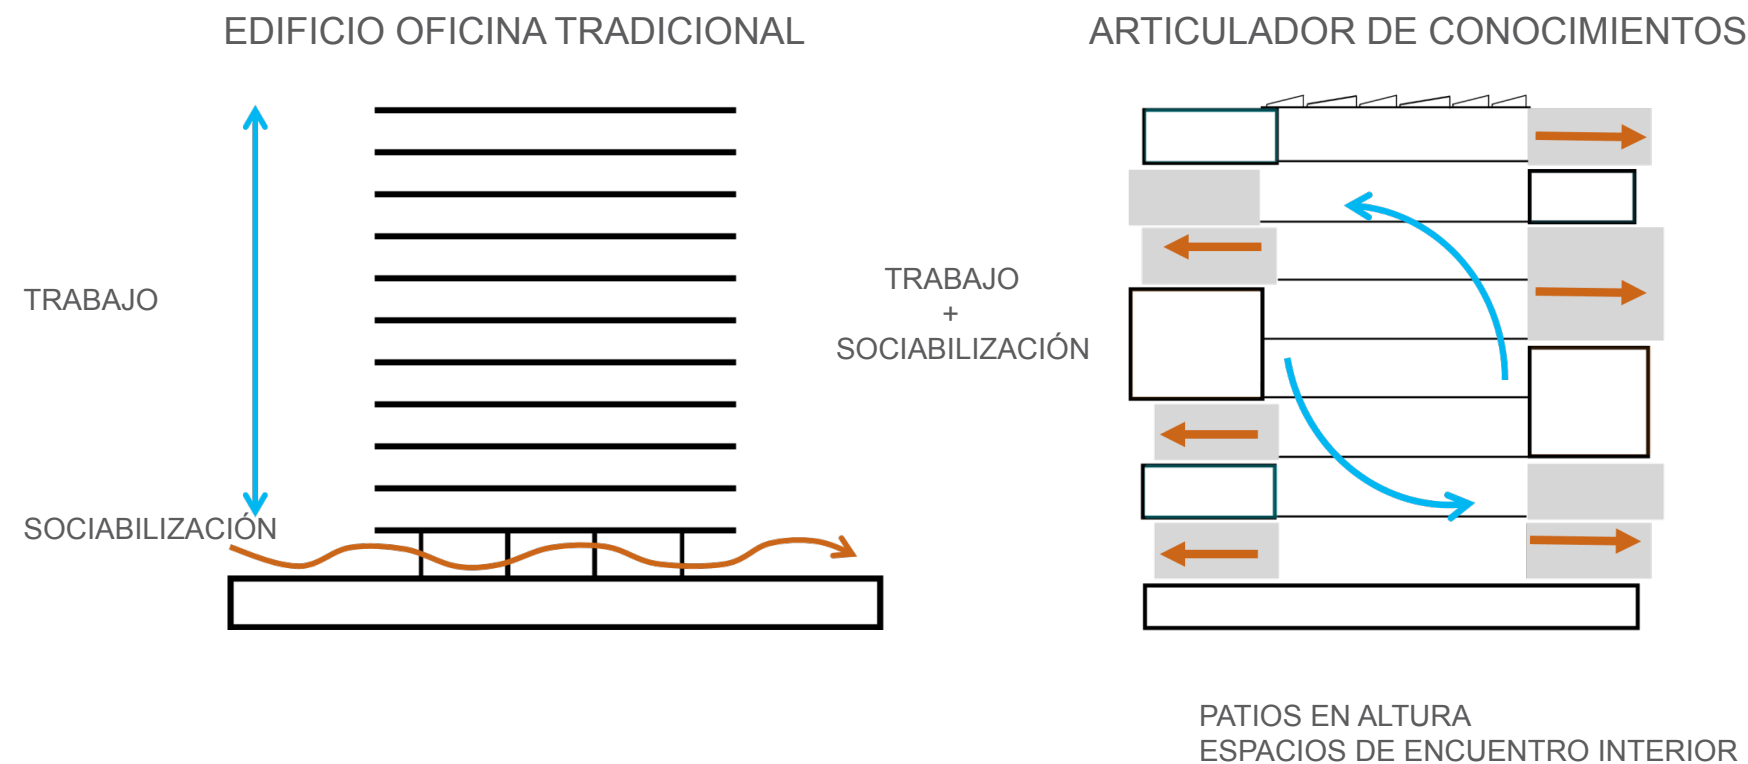 EDIFICIO OFICINA TRADICIONAL
ARTICULADOR DE CONOCIMIENTOS
TRABAJO
SOCIABILIZACIÓN
TRABAJO
+
SOCIABILIZACIÓN
PATIOS EN ALTURA
ESPACIOS DE ENCUENTRO INTERIOR